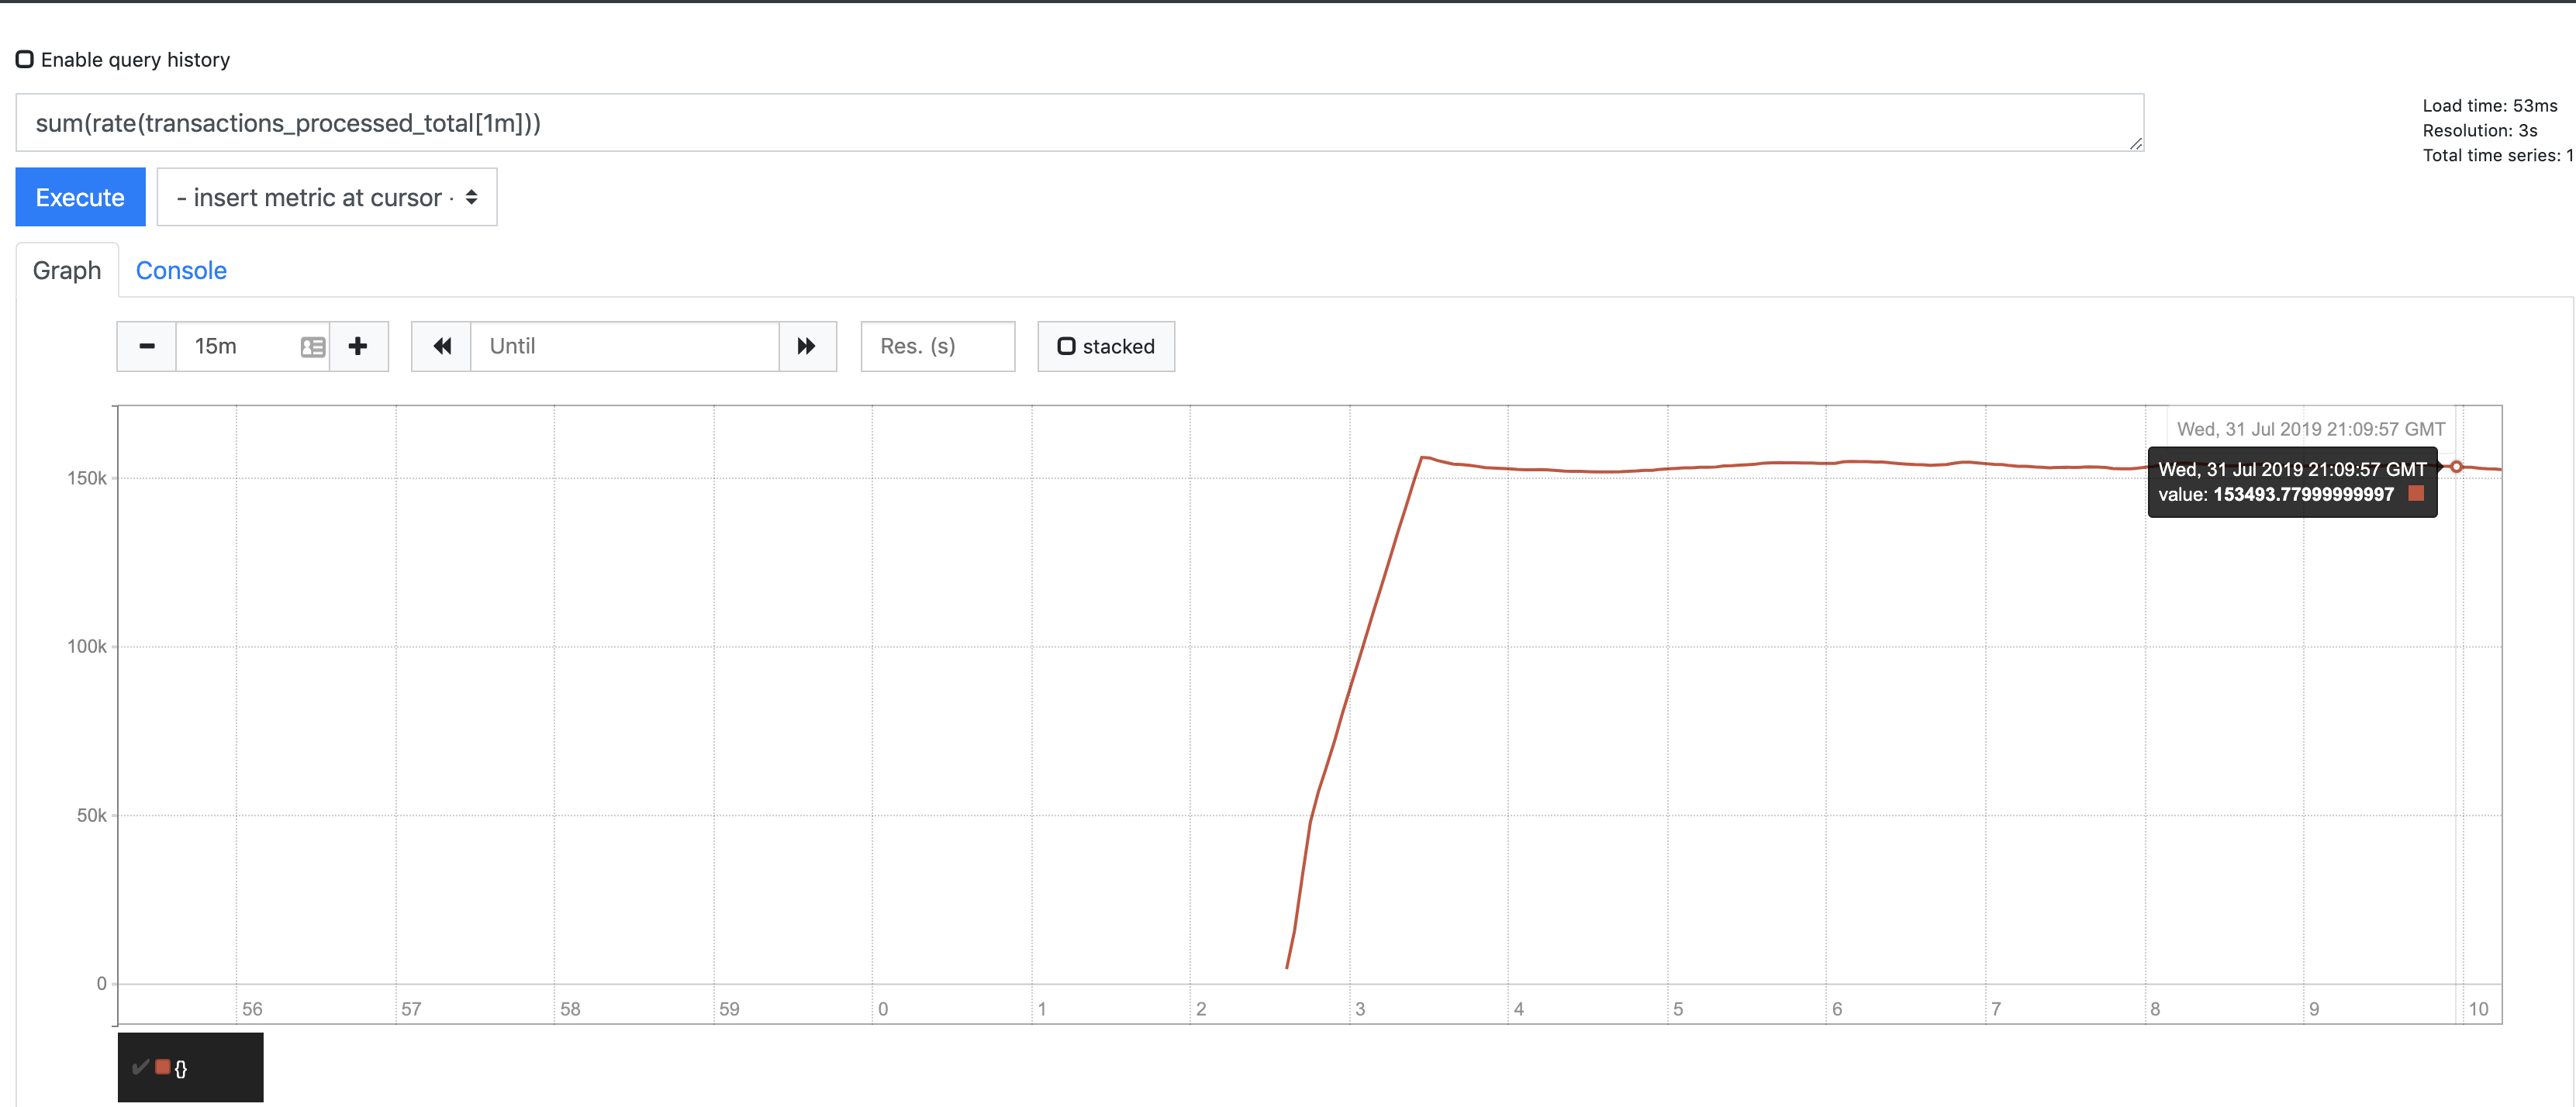 Enable query history
sum(rate(transactions_processed_total[1m]))
Load time: 53ms
Resolution: 3s
Total time series: 1
Execute
- insert metric at cursor ·
Graph Console
15m
Until
Res. (s)
stacked
Wed, 31 Jul 2019 21:09:57 GMT
Wed, 31 Jul 2019 21:09:57 GMT
value: 153493.77999999997
150k
100k
50k
0
56 57 58 59 0 1 2 3 4 5 6 7 8 9 10
{}